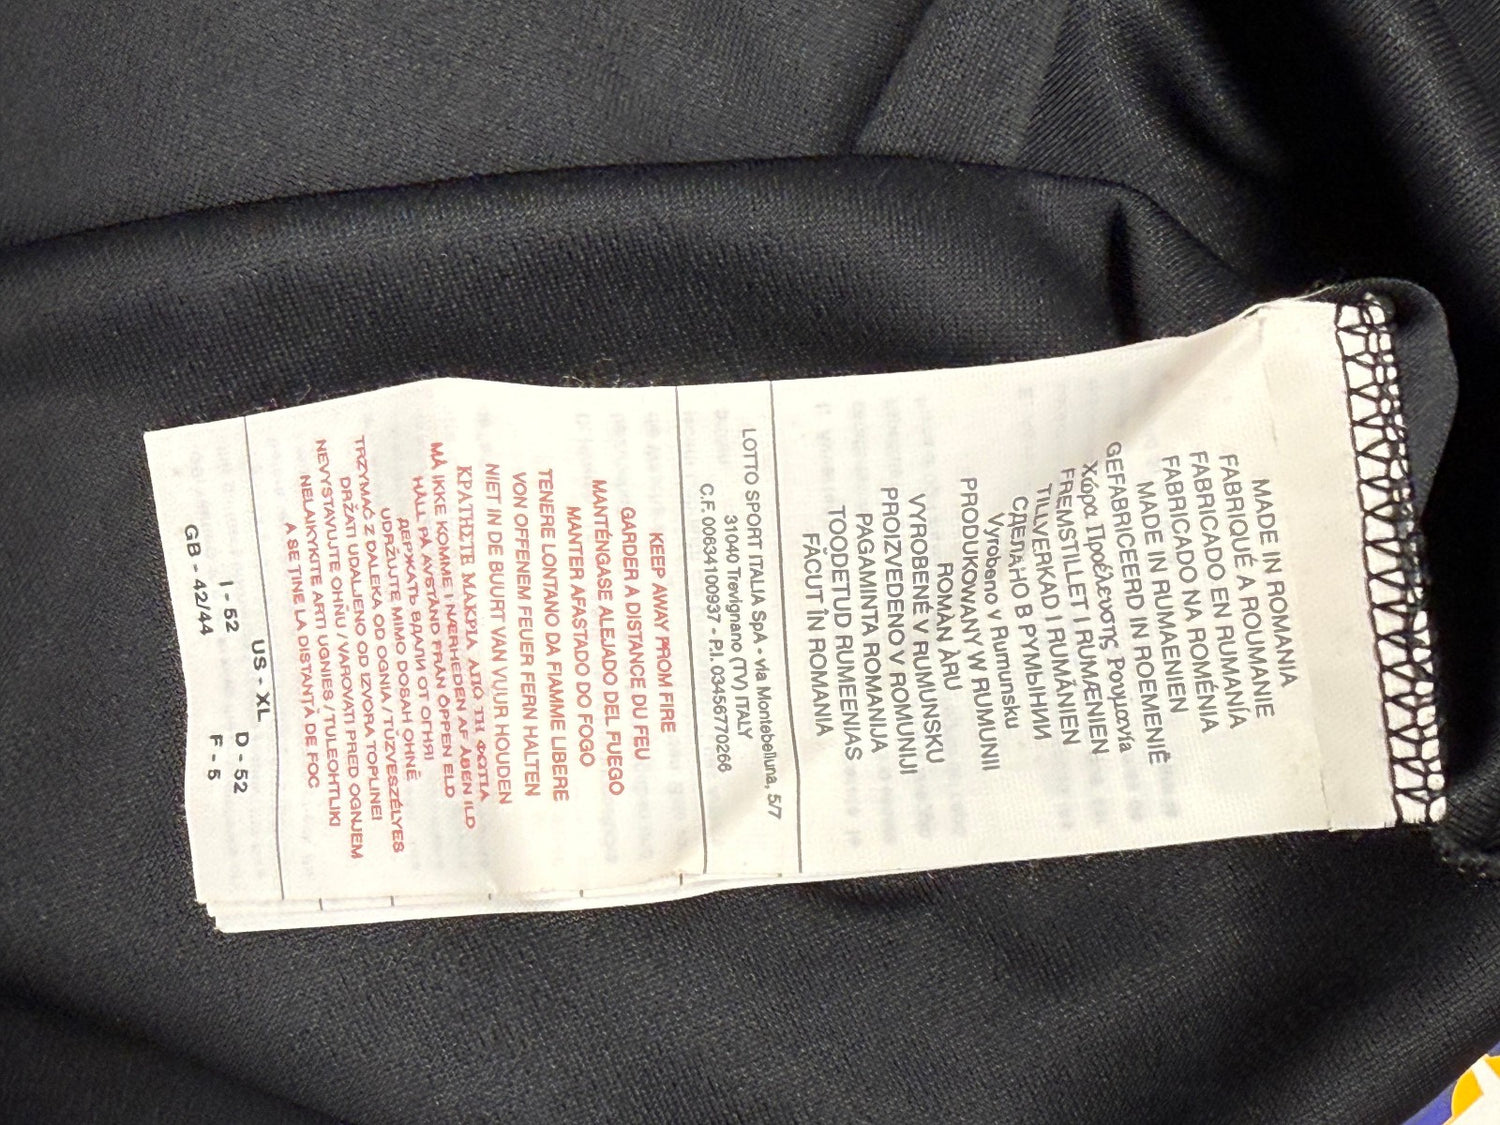 MADE IN ROMANIA
FABRIQUÉ A ROUMANIE
FABRICADO EN RUMANÍA
FABRICADO NA ROMÉNIA
FABRICADO IN RUMAENIEN
MADE IN RUMAENIEN
GEFABRICEERD IN ROEMENIË
Χώρα Προέλευσης Ρουμανία
FREMSTILLET I RUMÆNIEN
TILLVERKAD I RUMÄNIEN
СДЕЛАНО В РУМЫНИИ
Vyrobeno v Rumunsku
PRODUKOWANY W RUMUNII
ROMÁN ÁRU
VYROBENÉ V RUMUNSKU
PROIZVEDENO V ROMUNIJI
PAGAMINTA ROMANIJA
TOODETUD RUMEENIAS
FĂCUT ÎN ROMANIA
LOTTO SPORT ITALIA SpA - via Montebelluna, 5/7
31040 Trevignano (TV) ITALY
C.F. 00634100937 - P.I. 03456770266
KEEP AWAY FROM FIRE
GARDER A DISTANCE DU FEU
MANTÉNGASE ALEJADO DEL FUEGO
MANTER AFASTADO DO FOGO
TENERE LONTANO DA FIAMME LIBERE
VON OFFENEM FEUER FERN HALTEN
NIET IN DE BUURT VAN VUUR HOUDEN
ΚΡΑΤΗΣΤΕ ΜΑΚΡΙΑ ΑΠΟ ΤΗ ΦΩΤΙΑ
MÅ IKKE KOMME I NÆRHEDEN AF ÅBEN ILD
HÅLL PÅ AVSTÅND FRÅN ÖPPEN ELD
ДЕРЖАТЬ ВДАЛИ ОТ ОГНЯ
UDRŽUJTE MIMO DOSAH OHNĚ
TRZYMAĆ Z DALEKA OD OGNIA / TŰZVESZÉLYES
DRŽATI UDALJENO OD IZVORA TOPLINE
NEVYSTAVUJTE OHŇU / VAROVATI PRED OGNJEM
NELAIKYKITE ARTI UGNIES / TULEOHTLIKI
A SE ȚINE LA DISTANȚĂ DE FOC
US - XL
I - 52 D - 52
GB - 42/44 F - 5